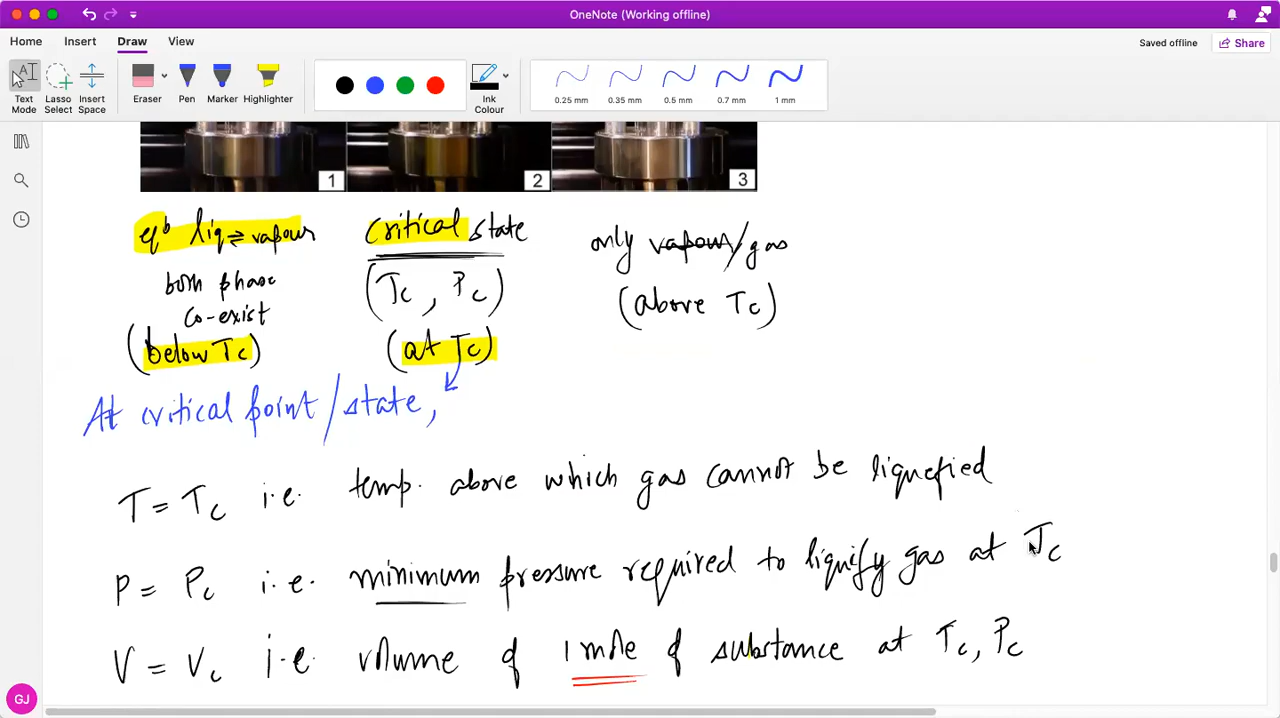 OneNote (Working offline)
Home Insert Draw View
Saved offline
Share
Text Mode
Lasso Select
Insert Space
Eraser
Pen
Marker
Highlighter
Ink Colour
0.25 mm
0.35 mm
0.5 mm
0.7 mm
1 mm
1
2
3
eqᵇ liq ⇌ vapour
both phase
co-exist
(below Tc)
critical state
(Tc, Pc)
(at Tc)
only vapour/gas
(above Tc)
At critical point/state,
T = Tc i.e. temp. above which gas cannot be liquefied
P = Pc i.e. minimum pressure required to liquify gas at Tc
V = Vc i.e. volume of 1 mole of substance at Tc, Pc
GJ